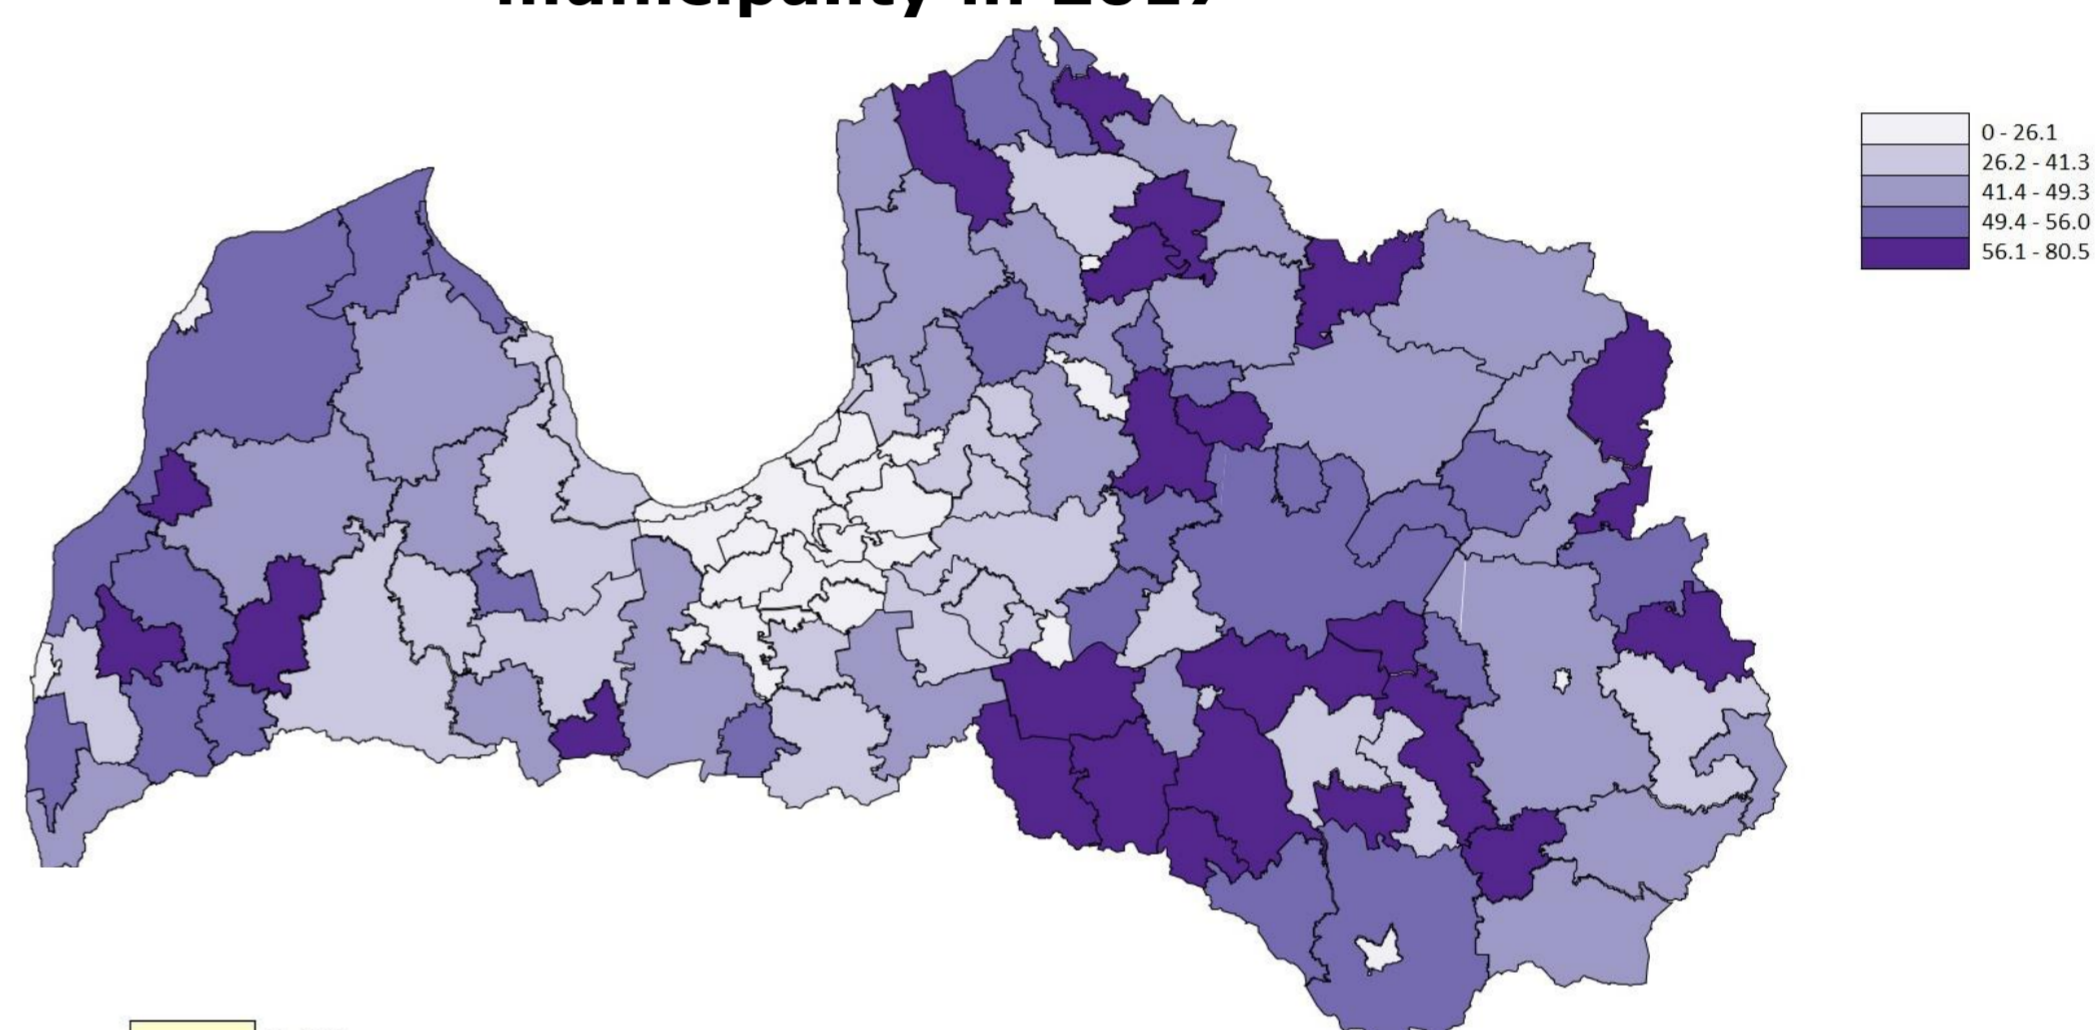 municipality in 2017
0 - 26.1
26.2 - 41.3
41.4 - 49.3
49.4 - 56.0
56.1 - 80.5